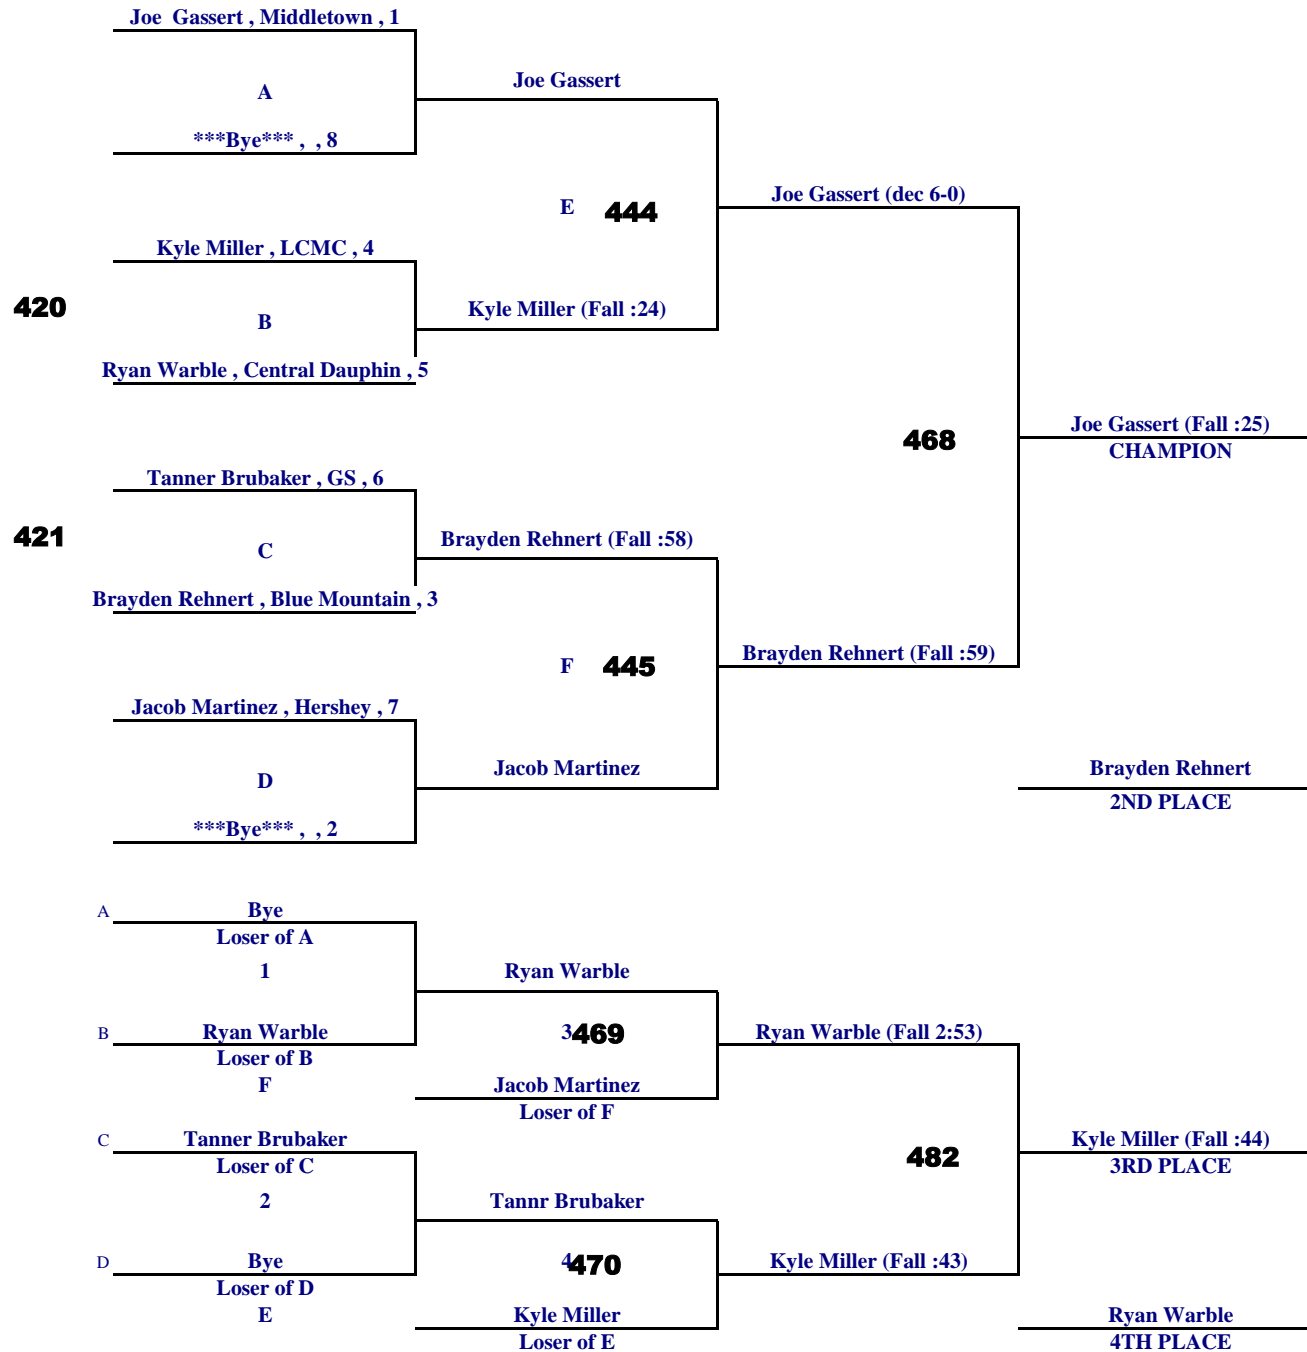 Joe  Gassert , Middletown , 1
Joe Gassert
A
***Bye*** ,  , 8
Joe Gassert (dec 6-0)
E 444
Kyle Miller , LCMC , 4
420
Kyle Miller (Fall :24)
B
Ryan Warble , Central Dauphin , 5
Joe Gassert (Fall :25)
468
CHAMPION
Tanner Brubaker , GS , 6
421
Brayden Rehnert (Fall :58)
C
Brayden Rehnert , Blue Mountain , 3
Brayden Rehnert (Fall :59)
F 445
Jacob Martinez , Hershey , 7
Jacob Martinez
Brayden Rehnert
D
2ND PLACE
***Bye*** ,  , 2
A Bye
Loser of A
1
Ryan Warble
B Ryan Warble
3 469
Ryan Warble (Fall 2:53)
Loser of B
F
Jacob Martinez
Loser of F
C Tanner Brubaker
Kyle Miller (Fall :44)
482
Loser of C
3RD PLACE
2
Tannr Brubaker
D Bye
4 470
Kyle Miller (Fall :43)
Loser of D
E
Kyle Miller
Ryan Warble
Loser of E
4TH PLACE